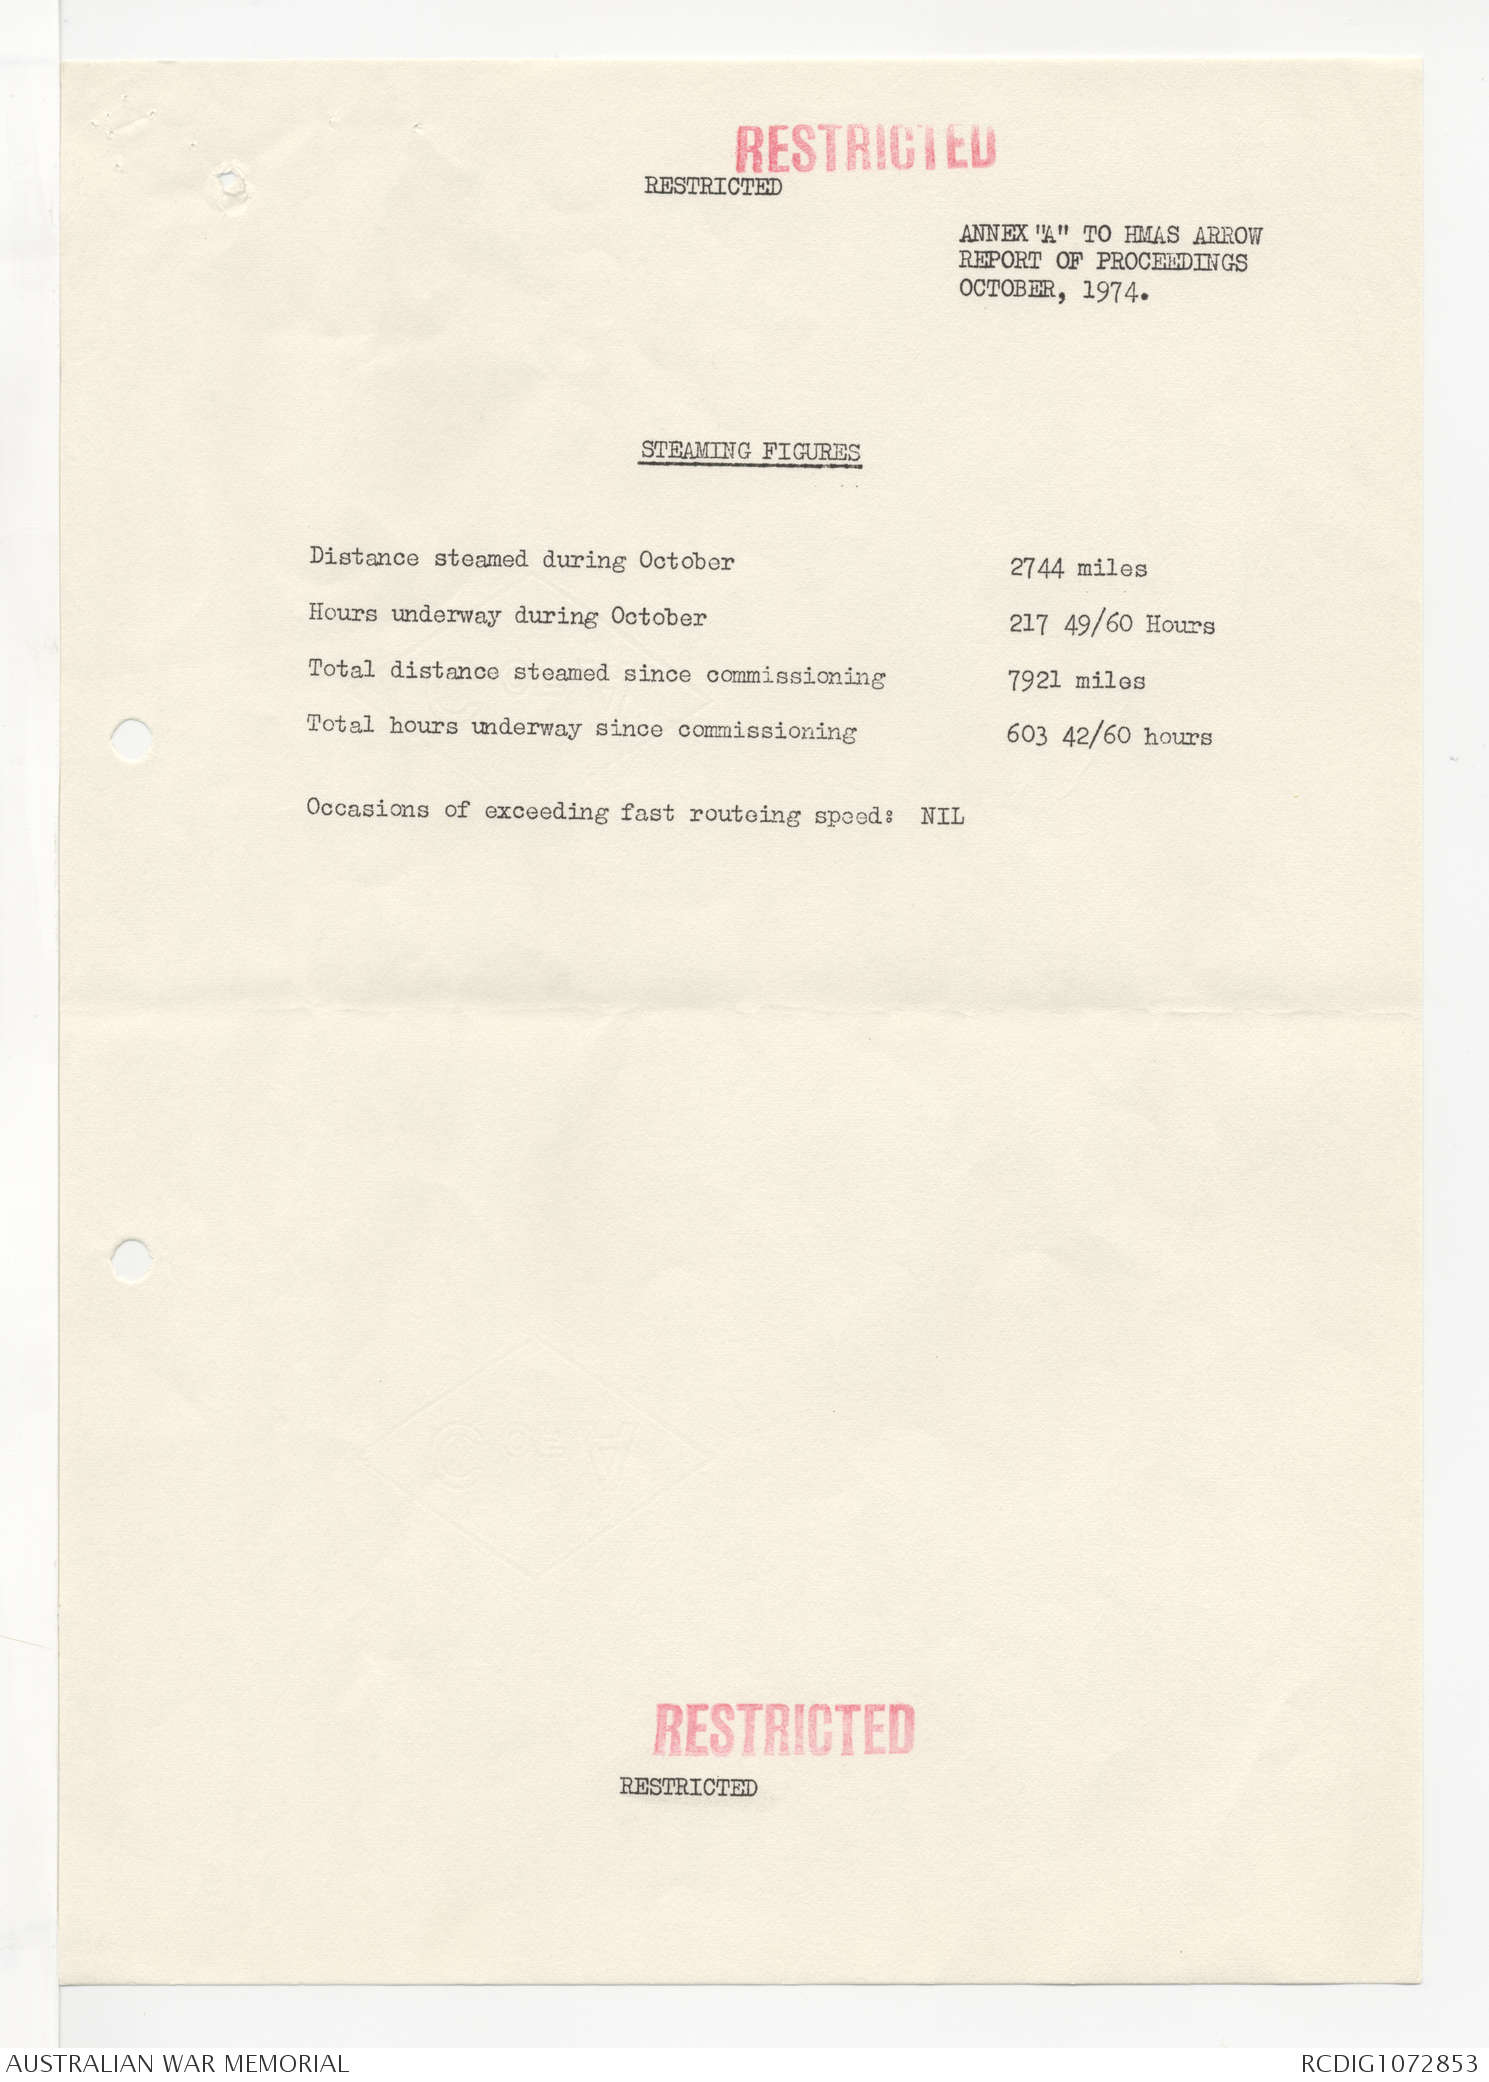 RESTRICTED
RESTRICTED
ANNEX "A" TO HMAS ARROW
REPORT OF PROCEEDINGS
OCTOBER, 1974.
STEAMING FIGURES
Distance steamed during October 2744 miles
Hours underway during October 217 49/60 Hours
Total distance steamed since commissioning 7921 miles
Total hours underway since commissioning 603 42/60 hours
Occasions of exceeding fast routeing speed: NIL
RESTRICTED
RESTRICTED
AUSTRALIAN WAR MEMORIAL RCDIG1072853